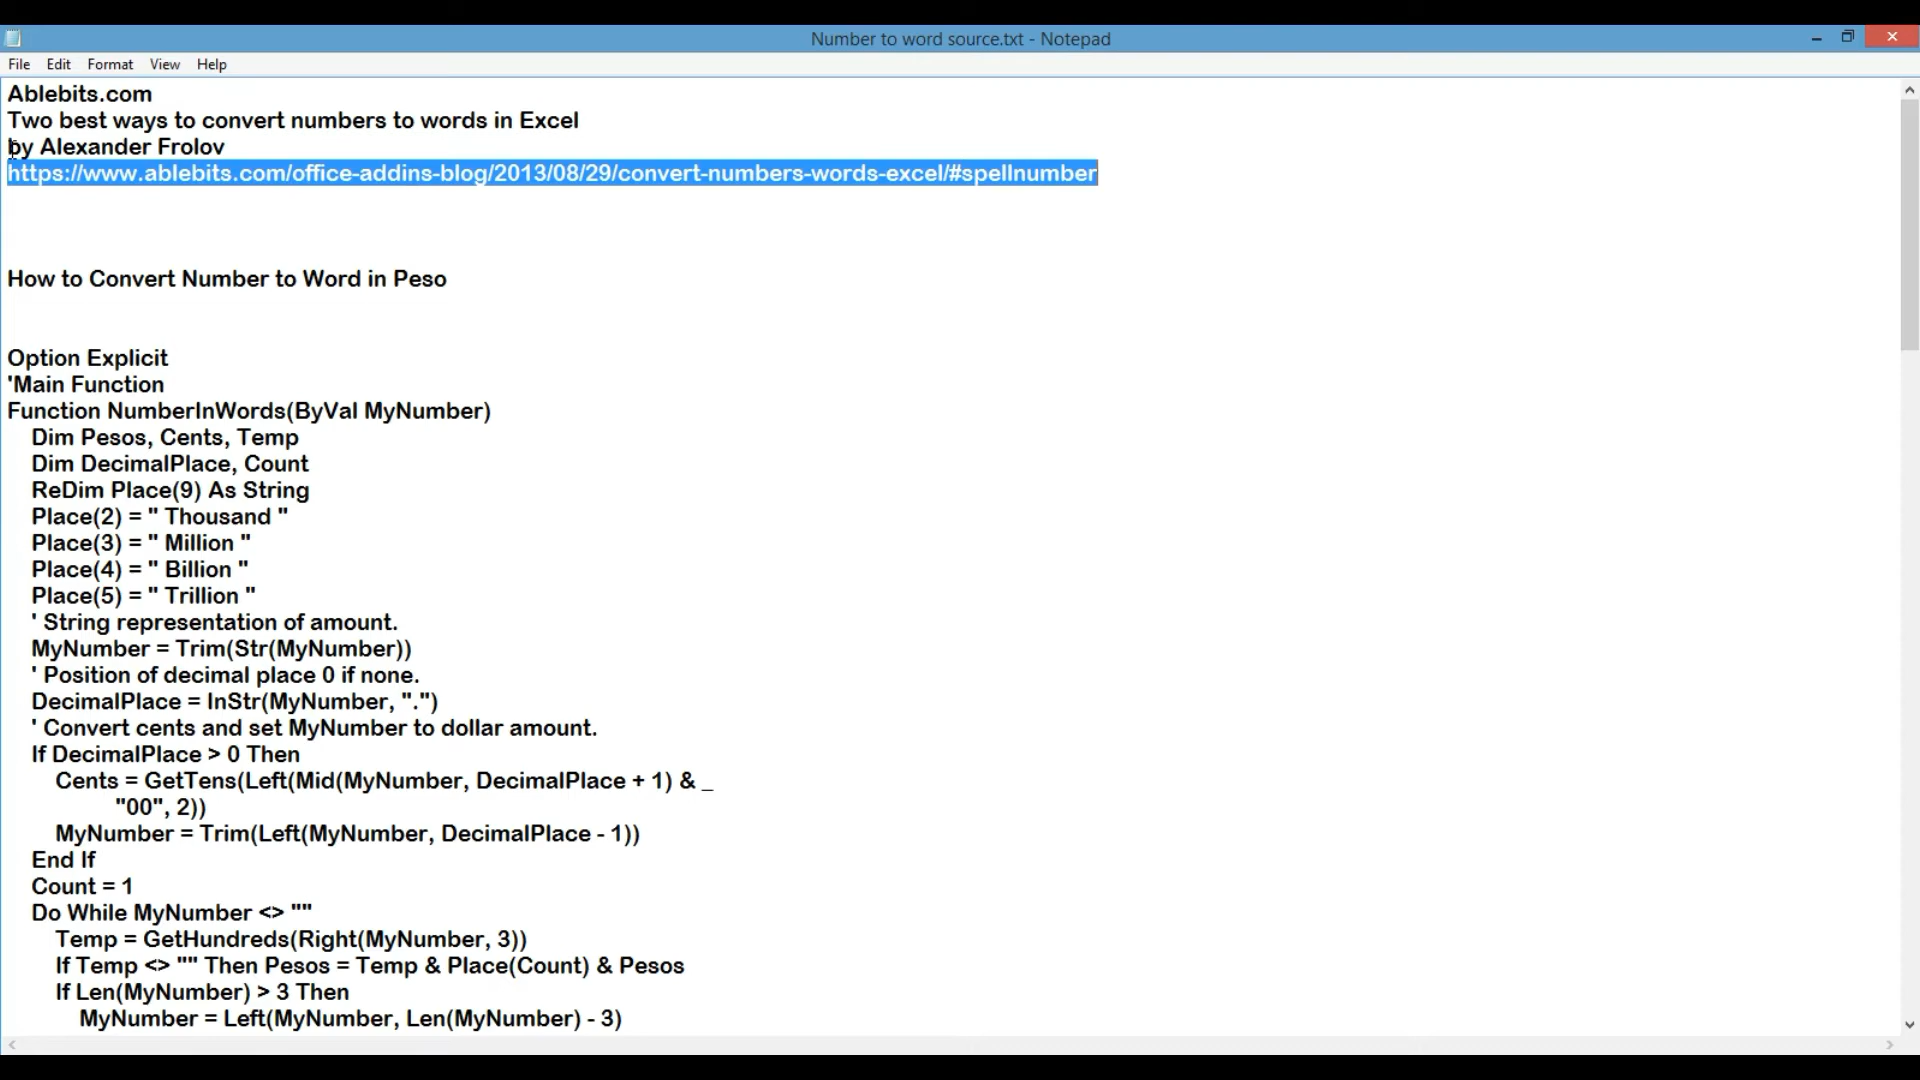 Number to word source.txt - Notepad
File Edit Format View Help
Ablebits.com
Two best ways to convert numbers to words in Excel
by Alexander Frolov
https://www.ablebits.com/office-addins-blog/2013/08/29/convert-numbers-words-excel/#spellnumber
How to Convert Number to Word in Peso
Option Explicit
'Main Function
Function NumberInWords(ByVal MyNumber)
Dim Pesos, Cents, Temp
Dim DecimalPlace, Count
ReDim Place(9) As String
Place(2) = " Thousand "
Place(3) = " Million "
Place(4) = " Billion "
Place(5) = " Trillion "
' String representation of amount.
MyNumber = Trim(Str(MyNumber))
' Position of decimal place 0 if none.
DecimalPlace = InStr(MyNumber, ".")
' Convert cents and set MyNumber to dollar amount.
If DecimalPlace > 0 Then
Cents = GetTens(Left(Mid(MyNumber, DecimalPlace + 1) & _
"00", 2))
MyNumber = Trim(Left(MyNumber, DecimalPlace - 1))
End If
Count = 1
Do While MyNumber <> ""
Temp = GetHundreds(Right(MyNumber, 3))
If Temp <> "" Then Pesos = Temp & Place(Count) & Pesos
If Len(MyNumber) > 3 Then
MyNumber = Left(MyNumber, Len(MyNumber) - 3)